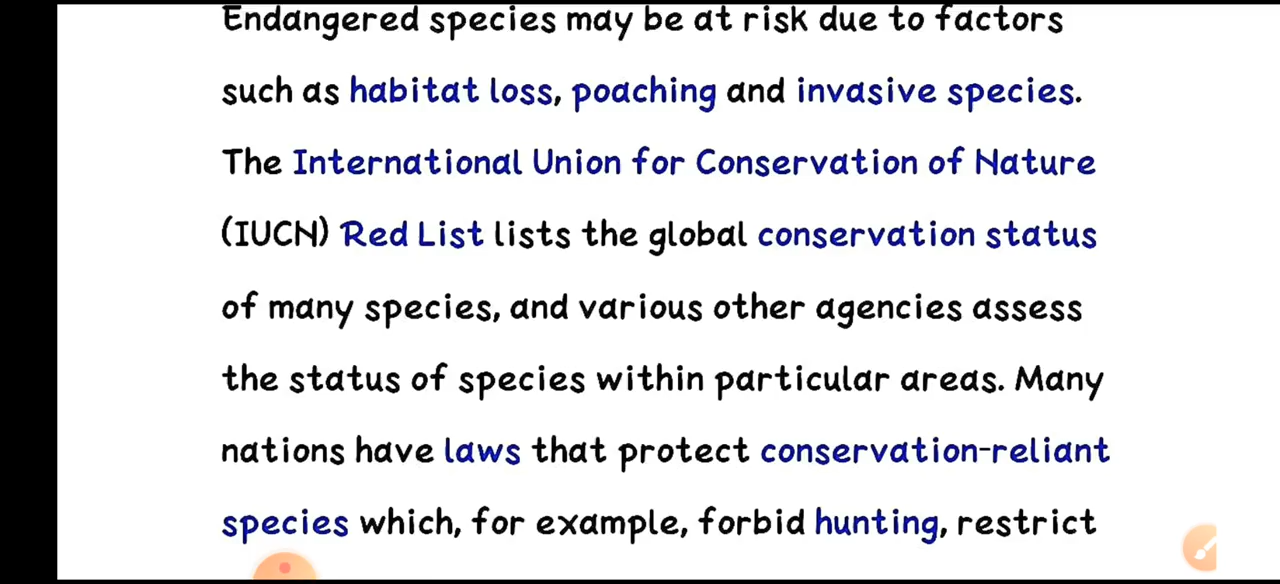 Endangered species may be at risk due to factors
such as habitat loss, poaching and invasive species.
The International Union for Conservation of Nature
(IUCN) Red List lists the global conservation status
of many species, and various other agencies assess
the status of species within particular areas. Many
nations have laws that protect conservation-reliant
species which, for example, forbid hunting, restrict